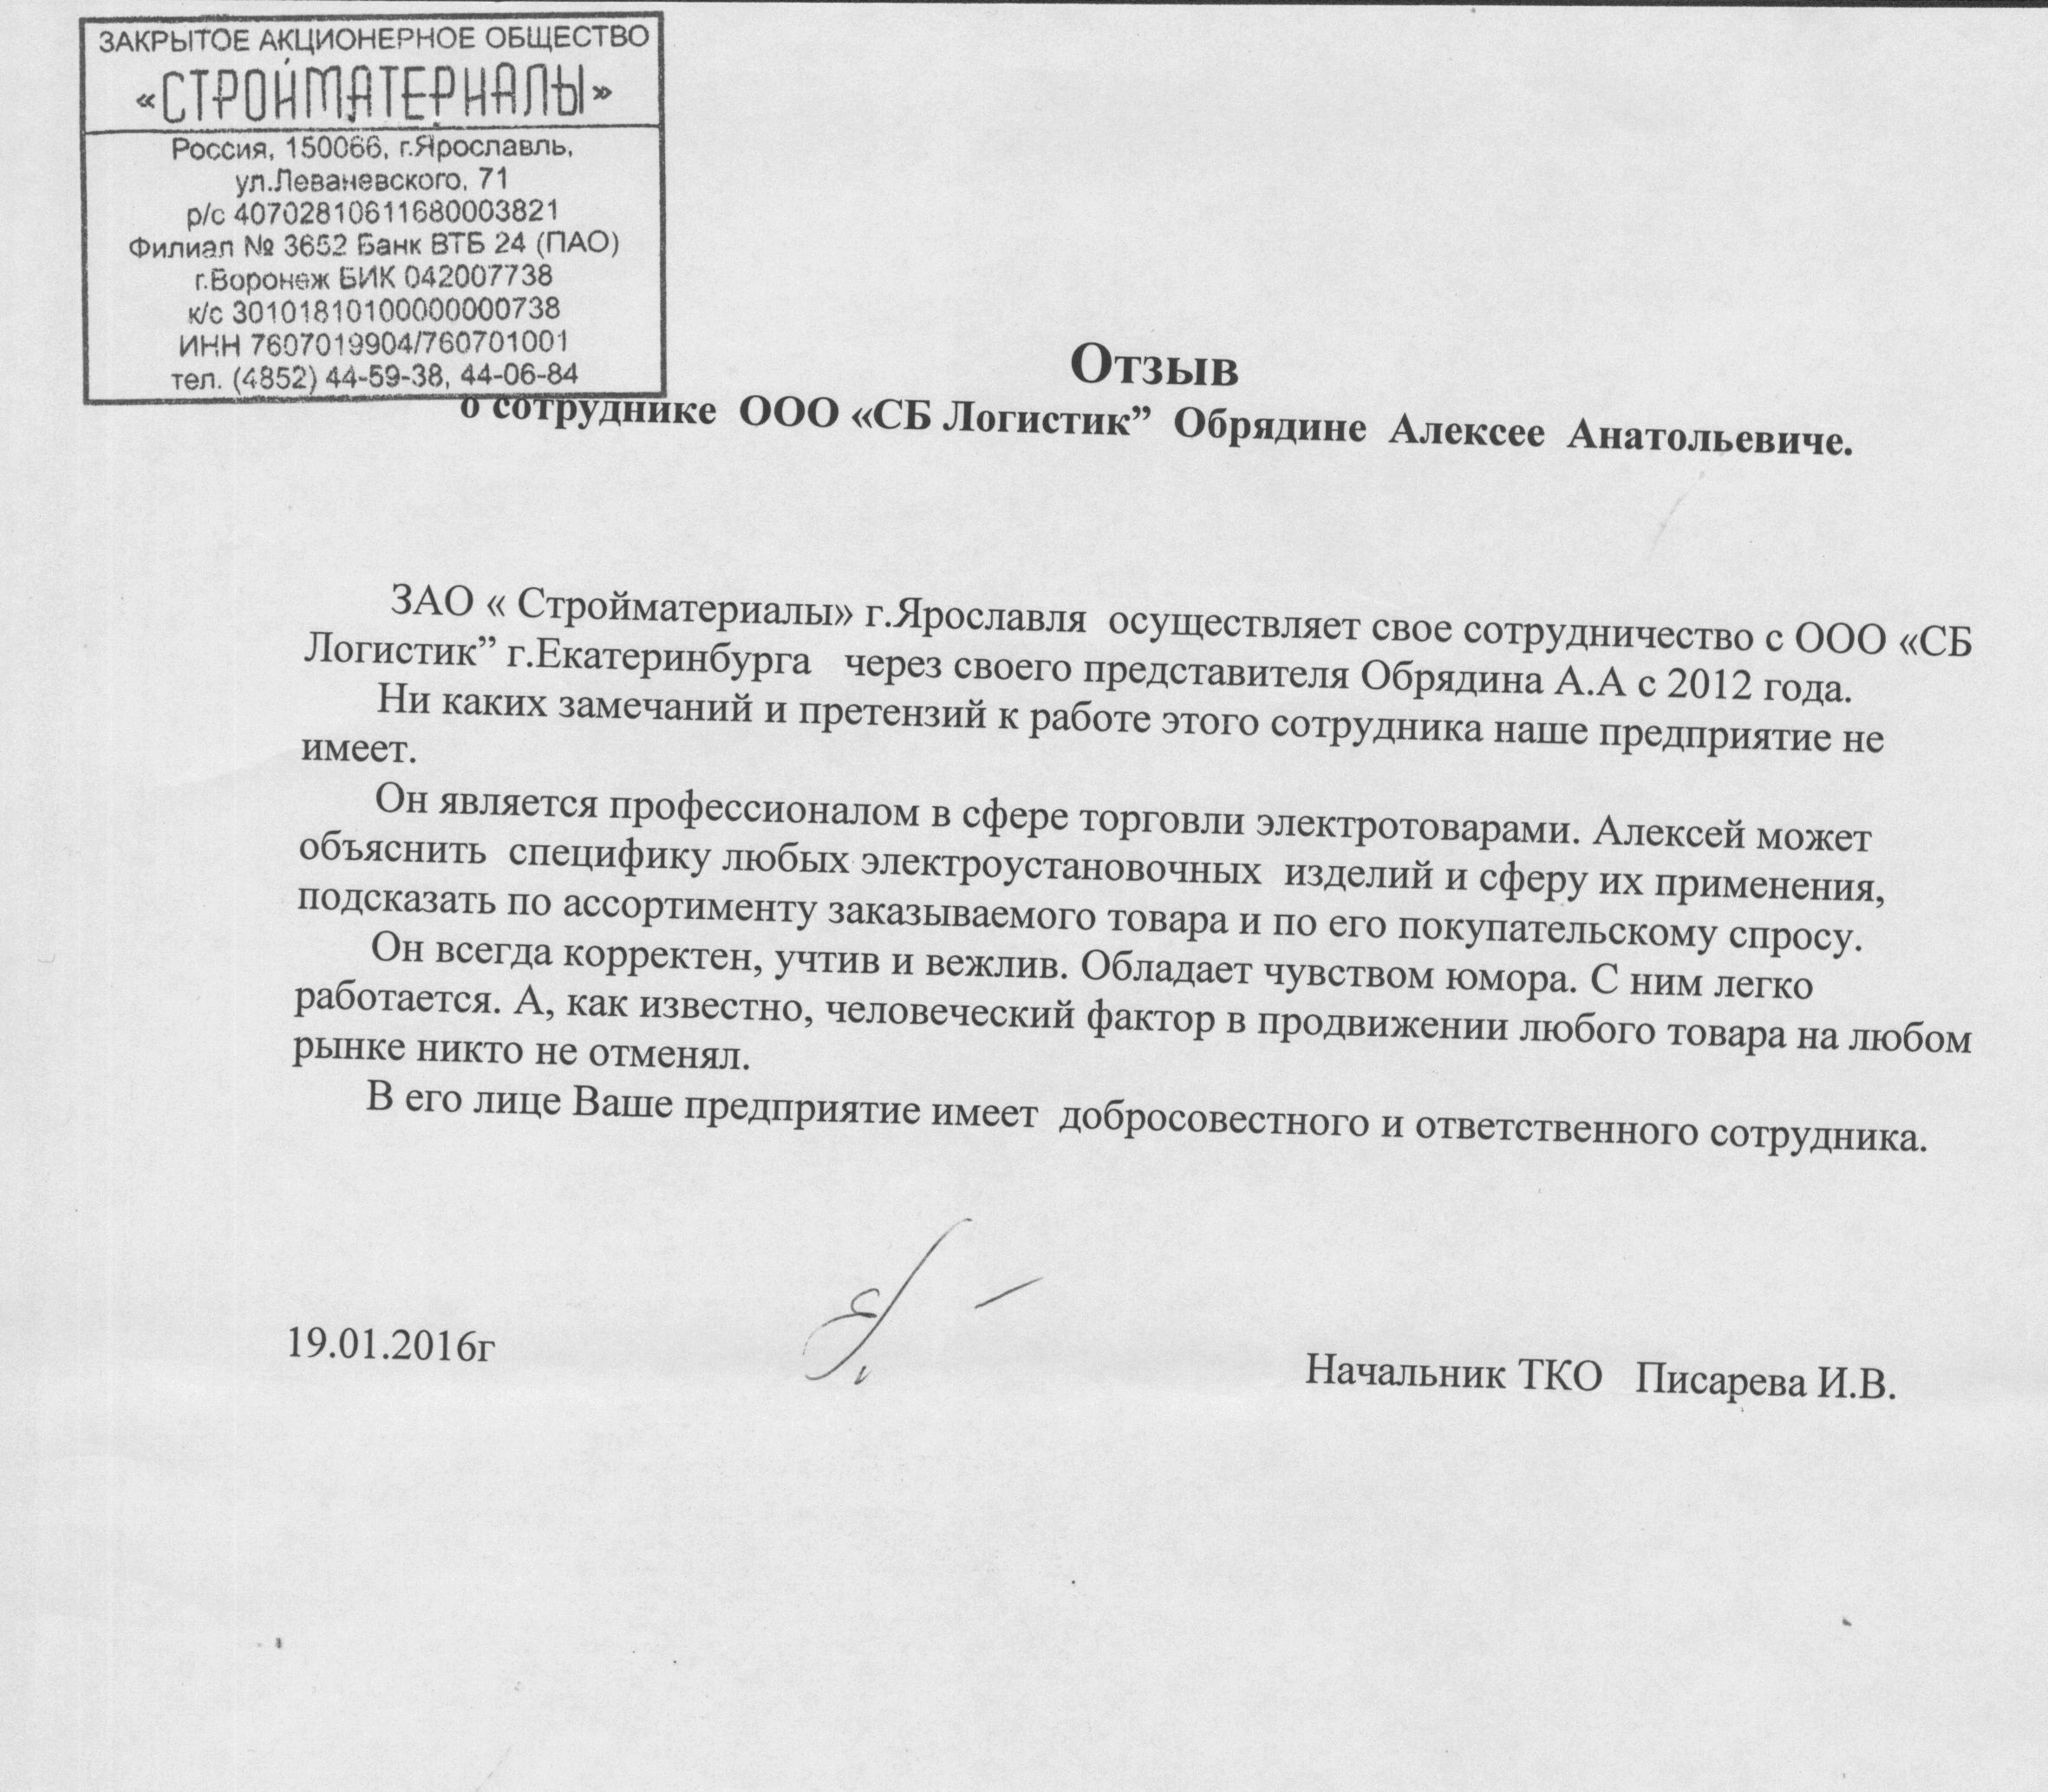 ЗАКРЫТОЕ АКЦИОНЕРНОЕ ОБЩЕСТВО
«СТРОЙМАТЕРИАЛЫ»
Россия, 150066, г.Ярославль,
ул.Леваневского, 71
р/с 40702810611680003821
Филиал № 3652 Банк ВТБ 24 (ПАО)
г.Воронеж БИК 042007738
к/с 30101810100000000738
ИНН 7607019904/760701001
тел. (4852) 44-59-38, 44-06-84
Отзыв
о сотруднике ООО «СБ Логистик” Обрядине Алексее Анатольевиче.
ЗАО « Стройматериалы» г.Ярославля осуществляет свое сотрудничество с ООО «СБ
Логистик” г.Екатеринбурга через своего представителя Обрядина А.А с 2012 года.
Ни каких замечаний и претензий к работе этого сотрудника наше предприятие не
имеет.
Он является профессионалом в сфере торговли электротоварами. Алексей может
объяснить специфику любых электроустановочных изделий и сферу их применения,
подсказать по ассортименту заказываемого товара и по его покупательскому спросу.
Он всегда корректен, учтив и вежлив. Обладает чувством юмора. С ним легко
работается. А, как известно, человеческий фактор в продвижении любого товара на любом
рынке никто не отменял.
В его лице Ваше предприятие имеет добросовестного и ответственного сотрудника.
19.01.2016г
Начальник ТКО Писарева И.В.